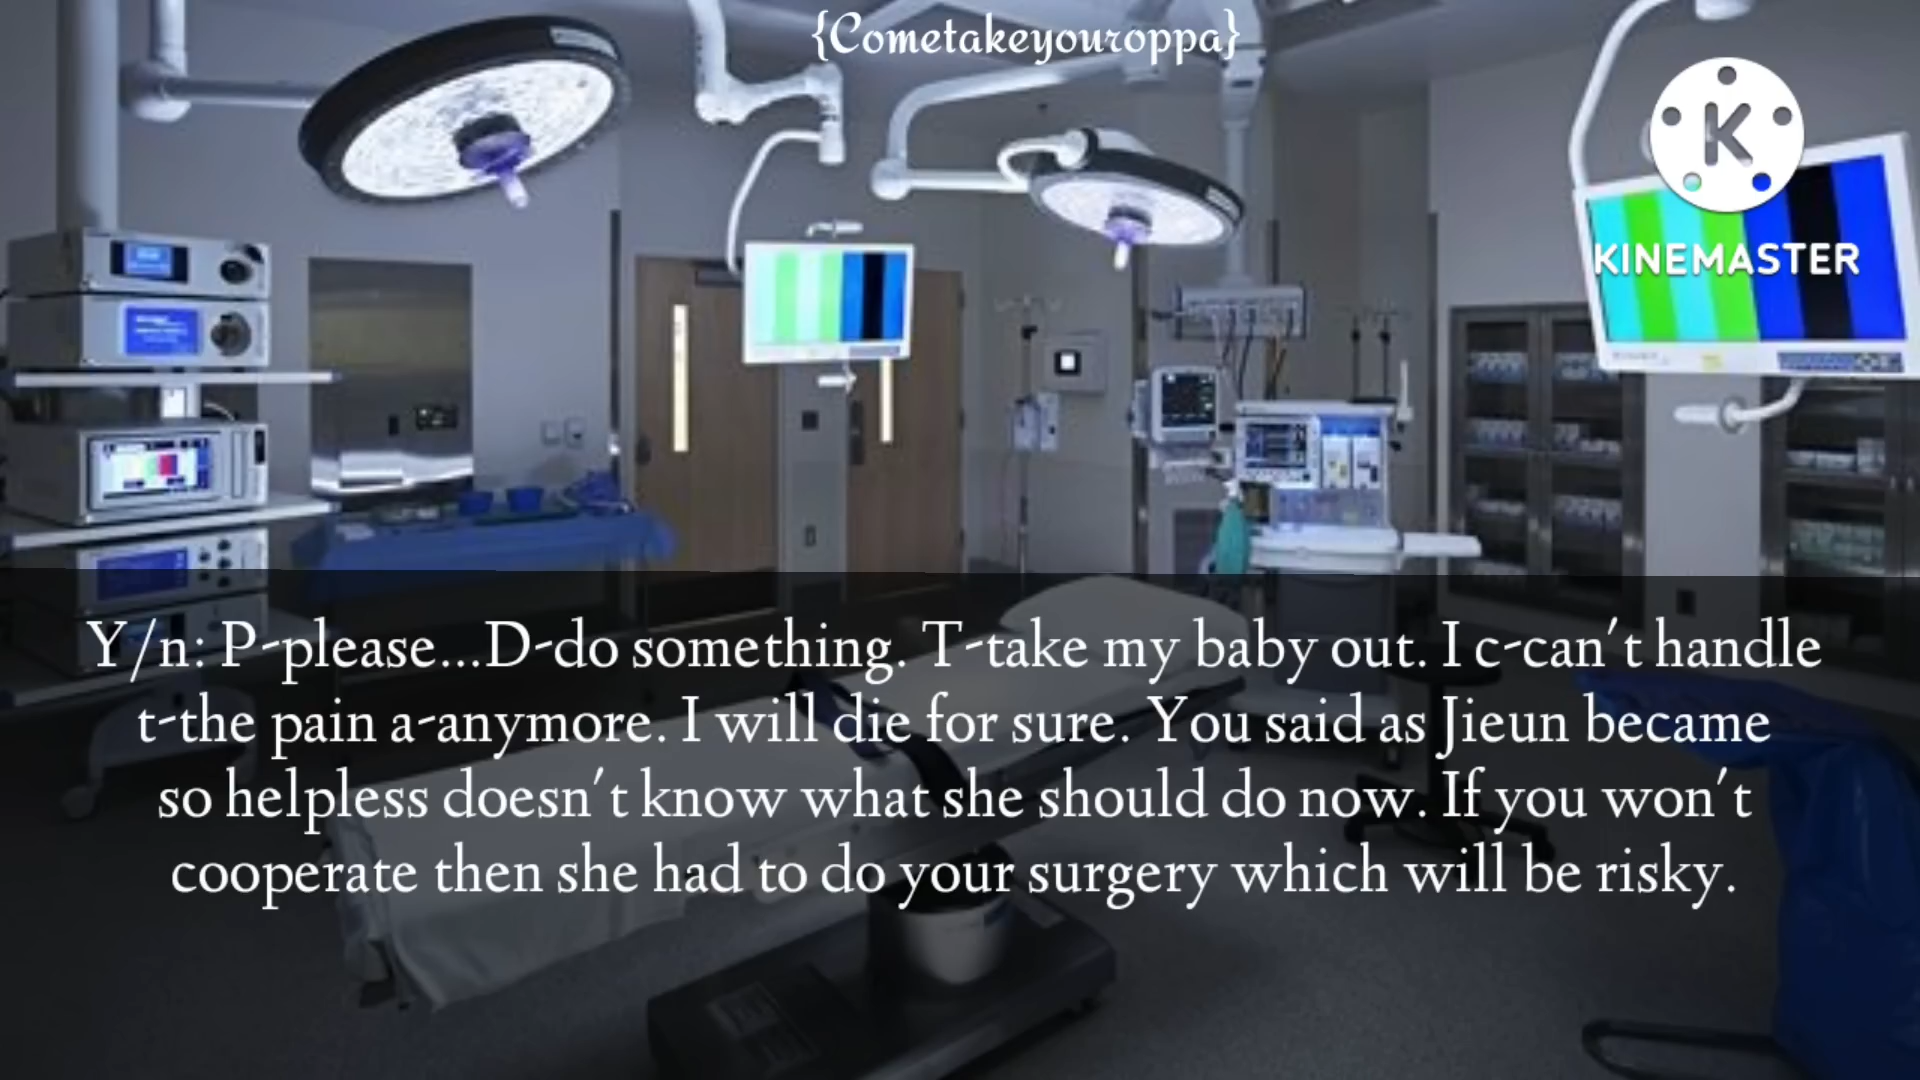 {Cometakeyouroppa}
K
KINEMASTER
Y/n: P-please...D-do something. T-take my baby out. I c-can't handle
t-the pain a-anymore. I will die for sure. You said as Jieun became
so helpless doesn't know what she should do now. If you won't
cooperate then she had to do your surgery which will be risky.